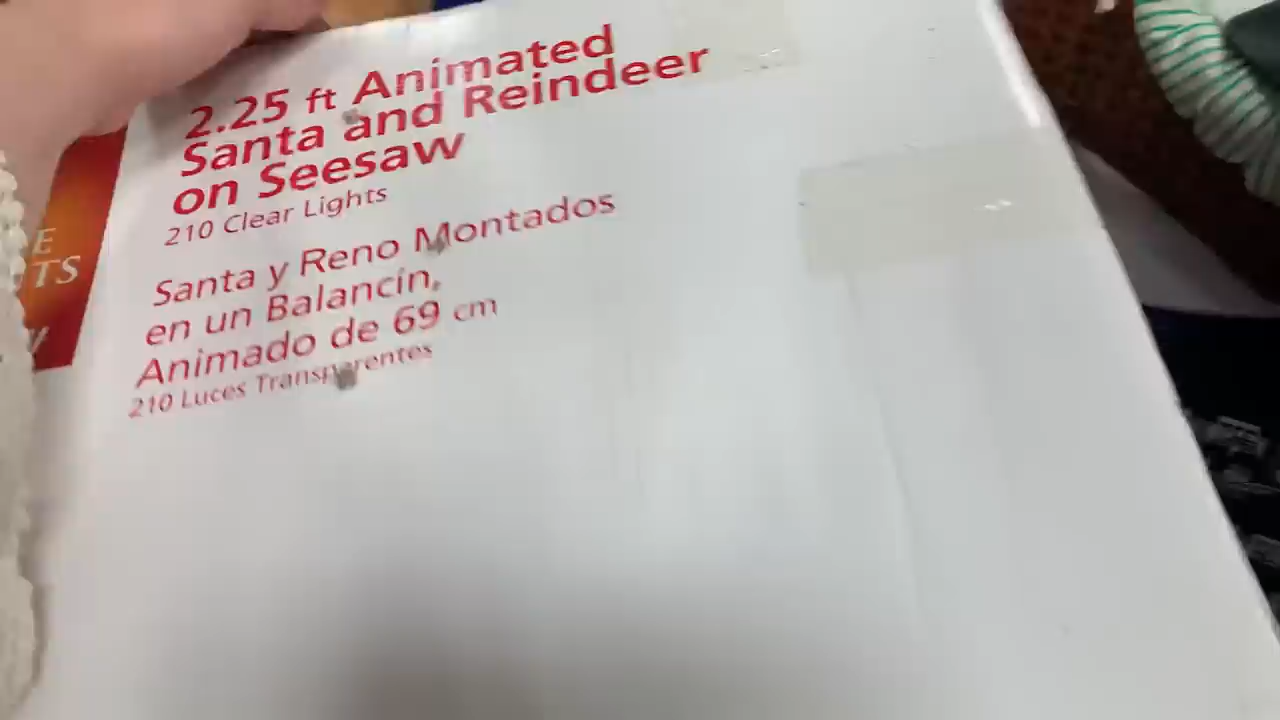 2.25 ft Animated
Santa and Reindeer
on Seesaw
210 Clear Lights
Santa y Reno Montados
en un Balancín,
Animado de 69 cm
210 Luces Transparentes
E
TS